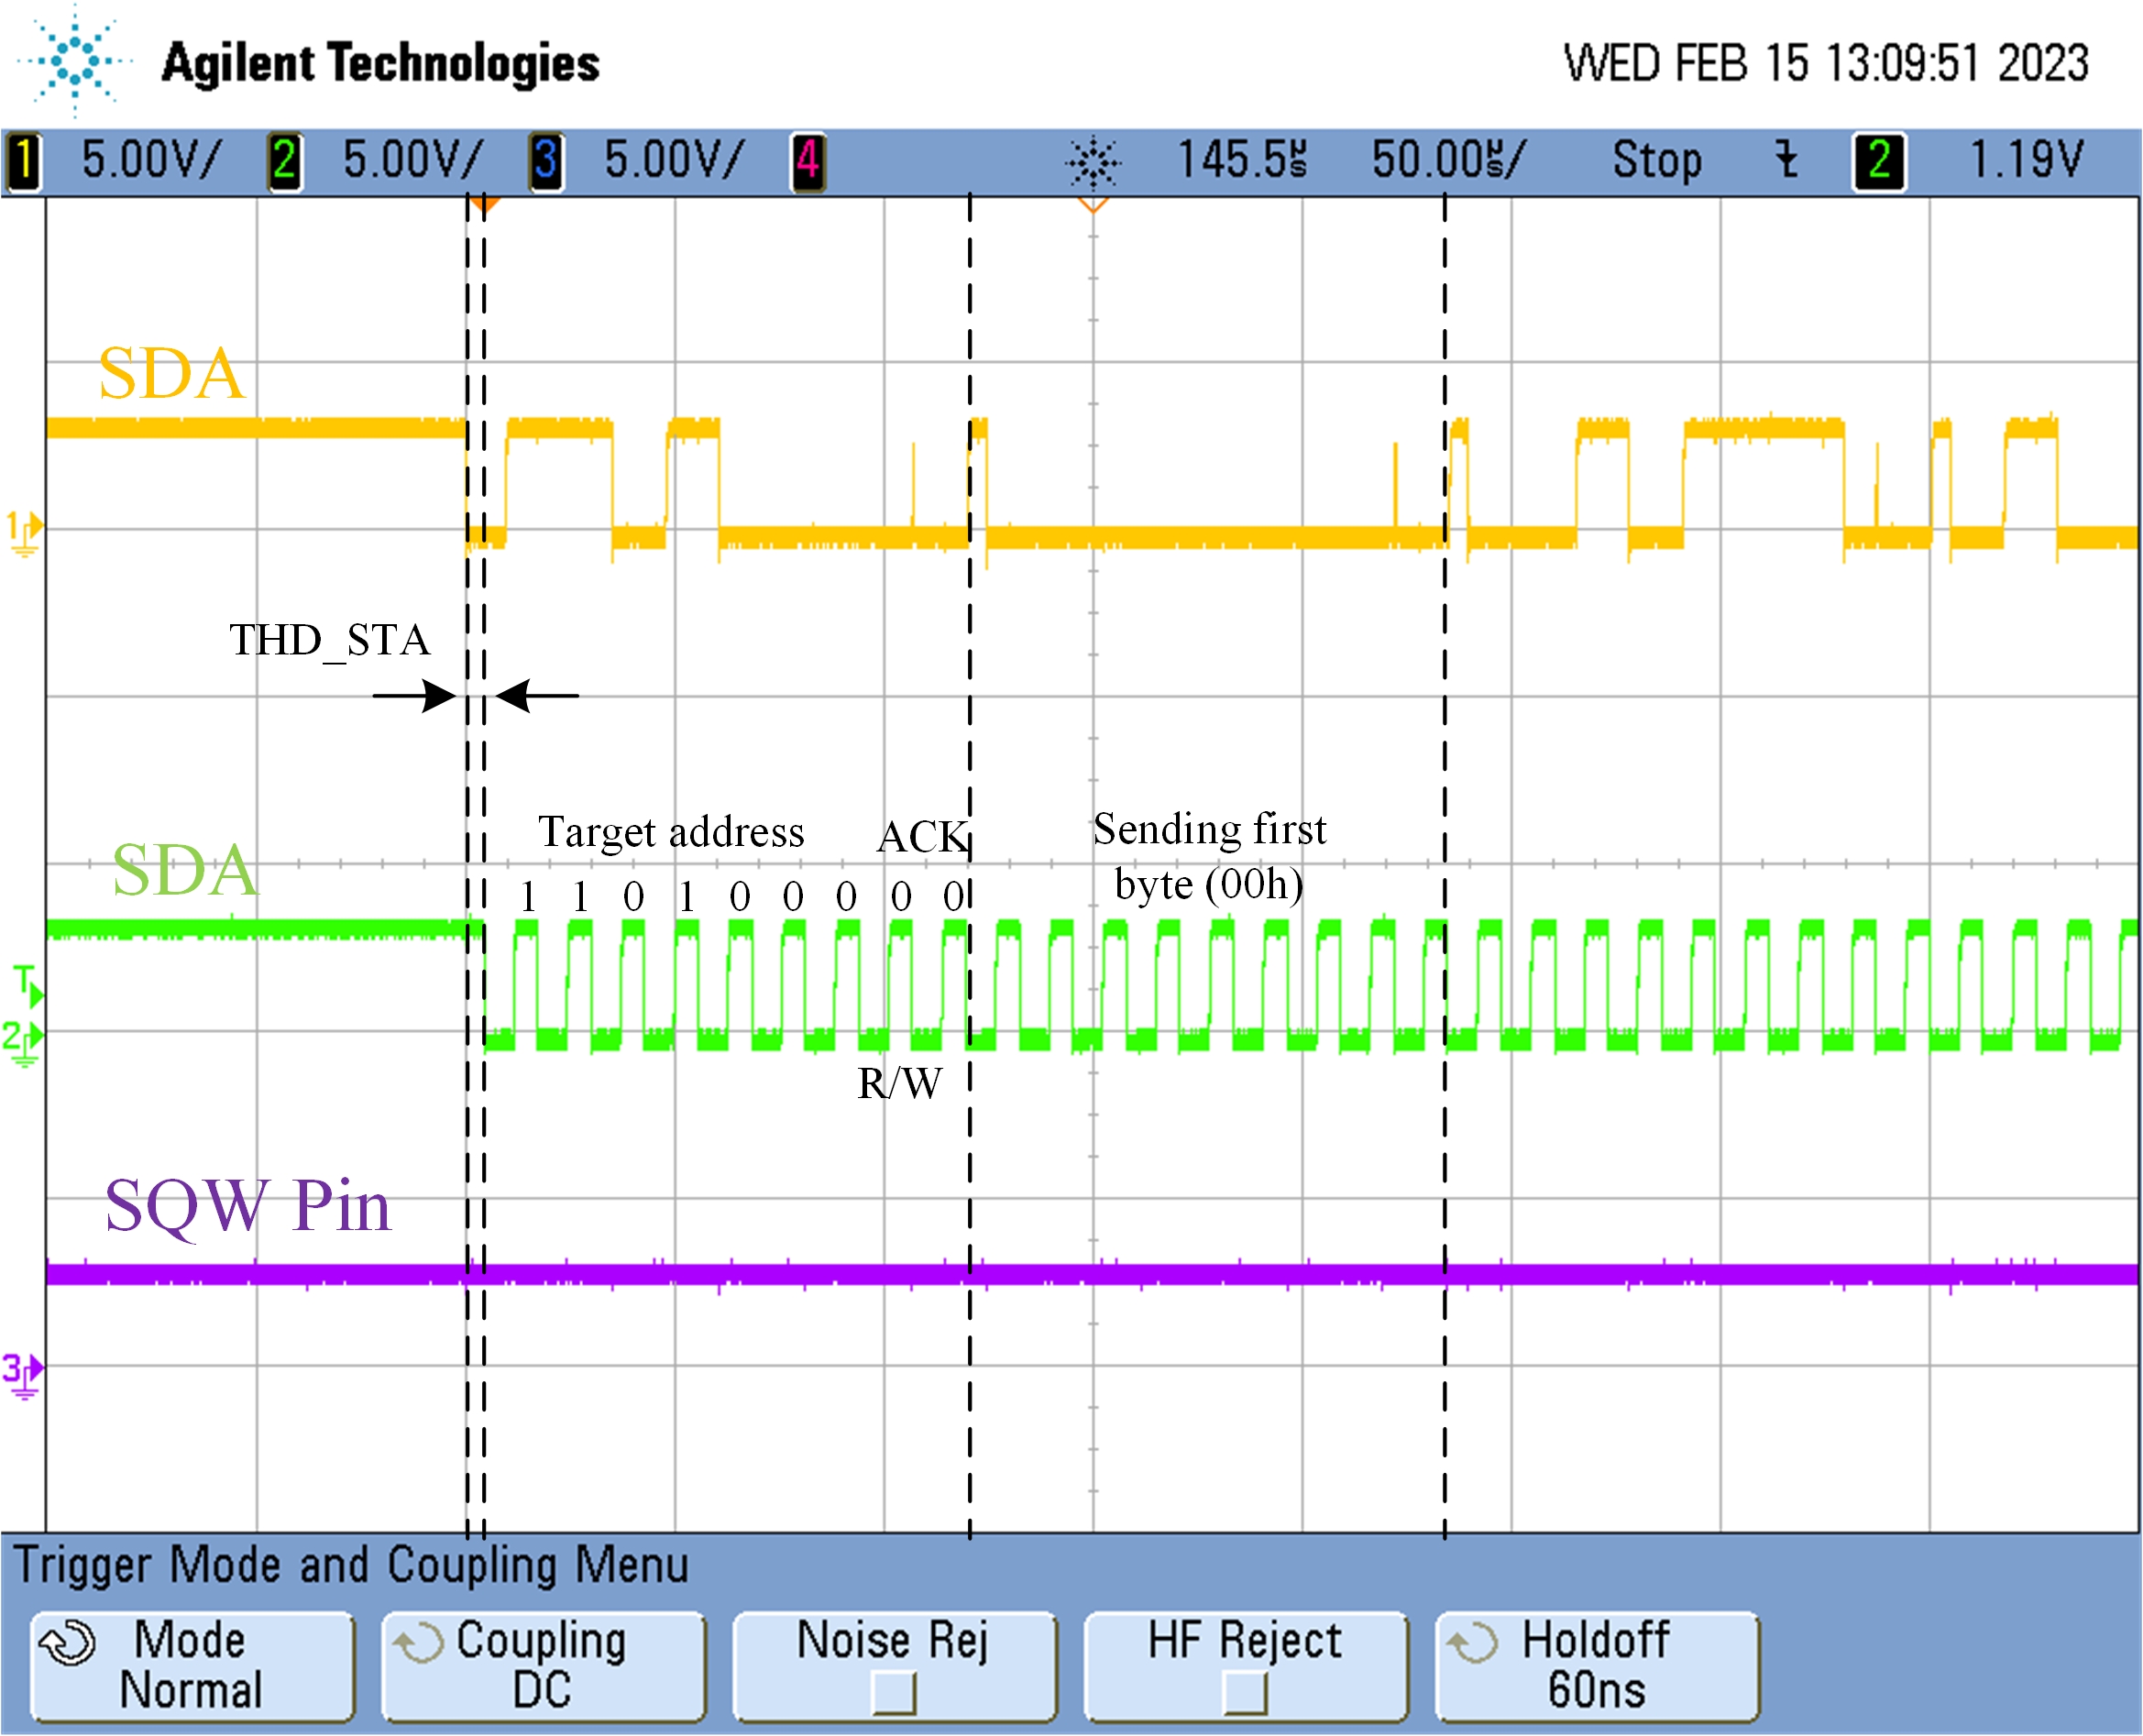 Agilent Technologies
WED FEB 15 13:09:51 2023
1 5.00V/ 2 5.00V/ 3 5.00V/ 4 145.5µs 50.00µs/ Stop 2 1.19V
SDA
1
THD_STA
Target address ACK
Sending first
byte (00h)
SDA
1 1 0 1 0 0 0 0 0
T
2
R/W
SQW Pin
3
Trigger Mode and Coupling Menu
Mode
Normal
Coupling
DC
Noise Rej
HF Reject
Holdoff
60ns